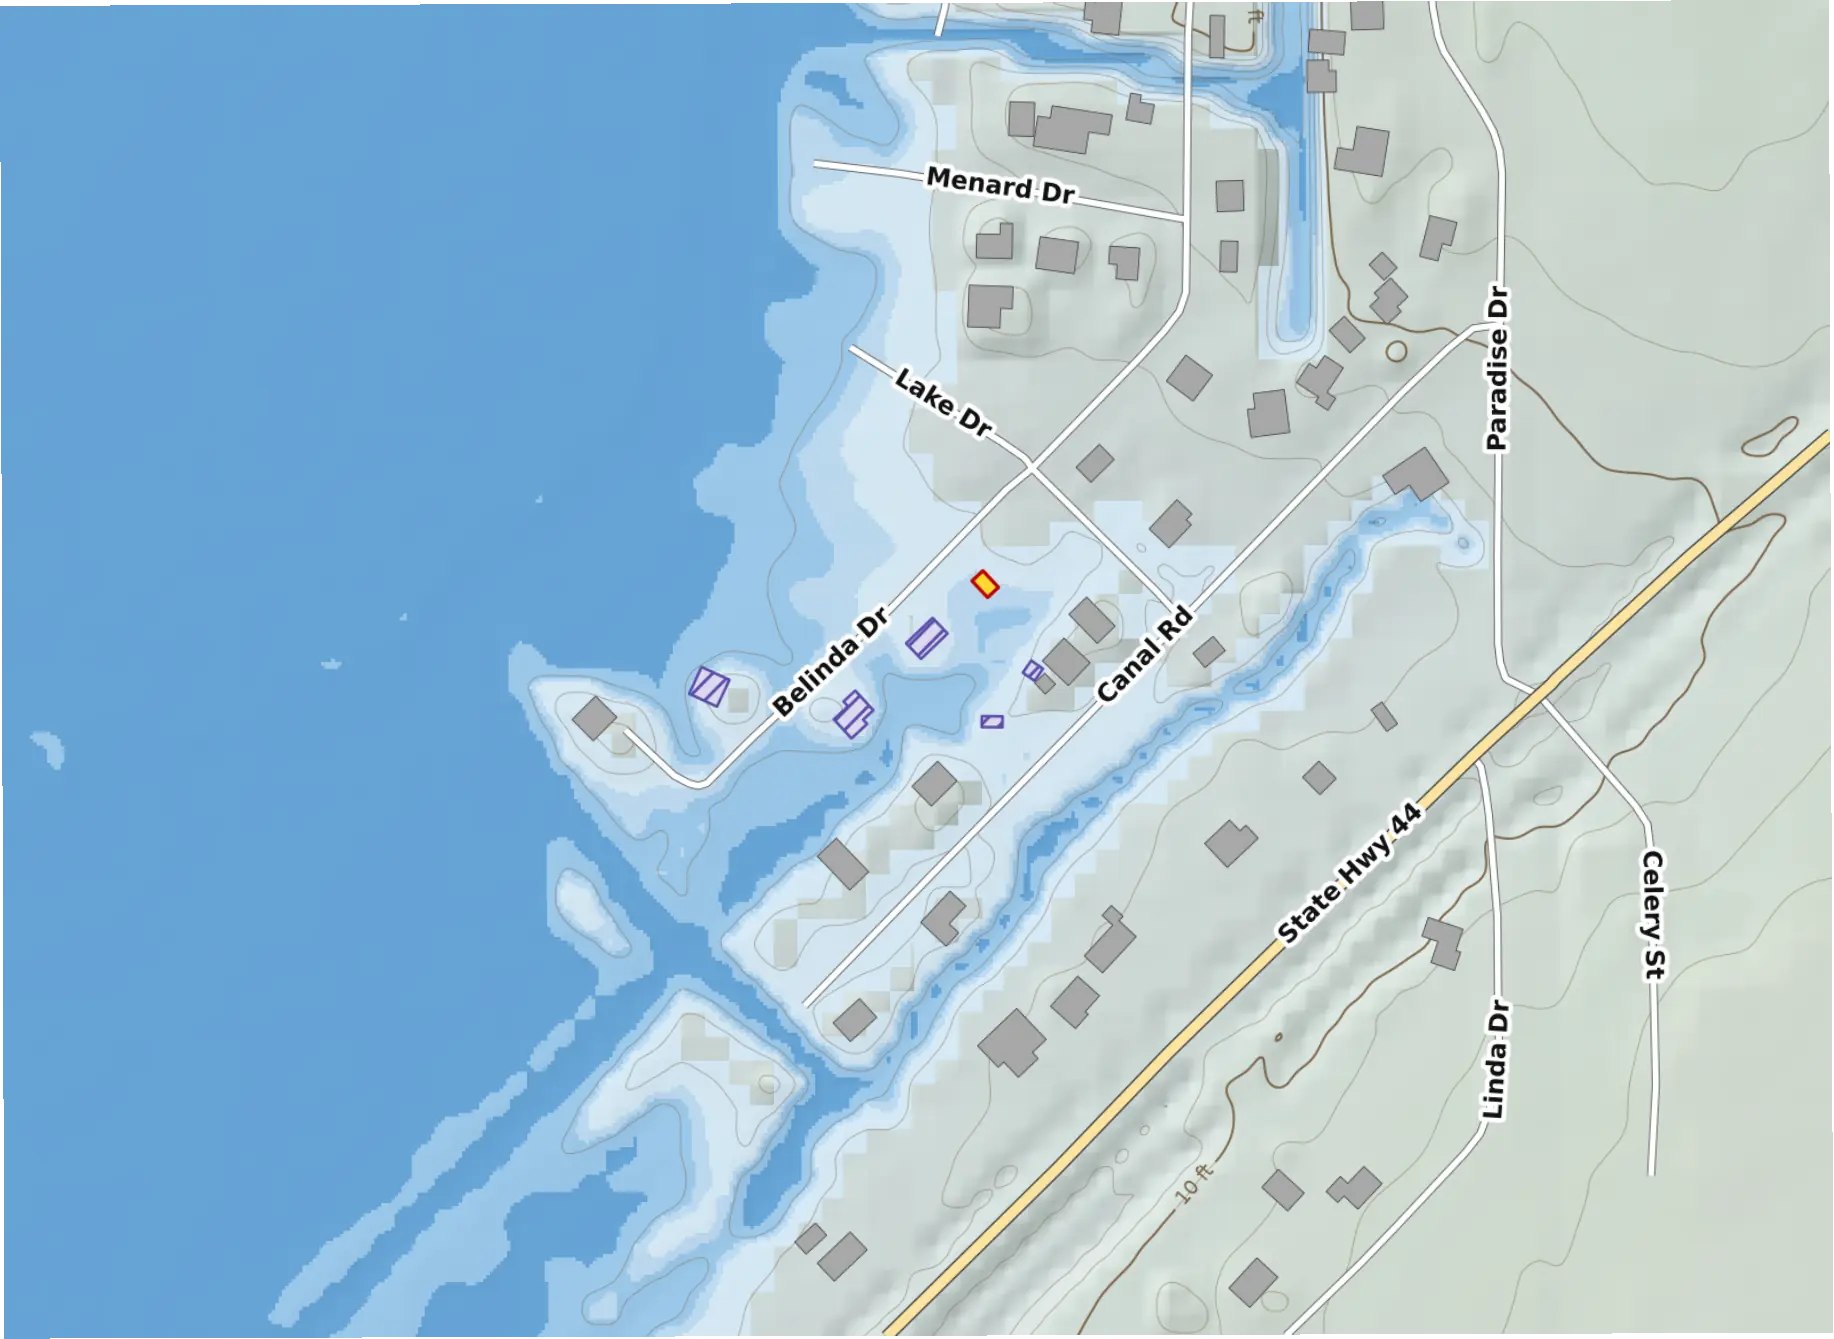 ft
Menard Dr
Paradise Dr
Lake Dr
Belinda Dr
Canal Rd
State Hwy 44
Celery St
Linda Dr
10 ft